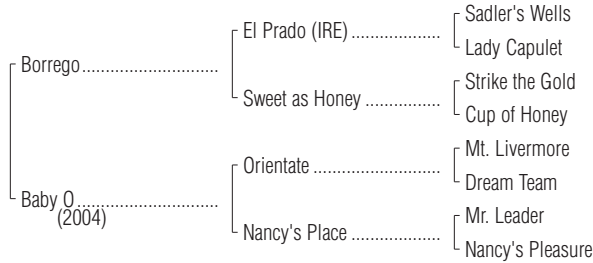 Sadler's Wells
El Prado (IRE) ....................
Lady Capulet
Borrego..............................
Strike the Gold
Sweet as Honey ................
Cup of Honey
Mt. Livermore
Orientate ............................
Dream Team
Baby O...............................
(2004)
Mr. Leader
Nancy's Place ...................
Nancy's Pleasure